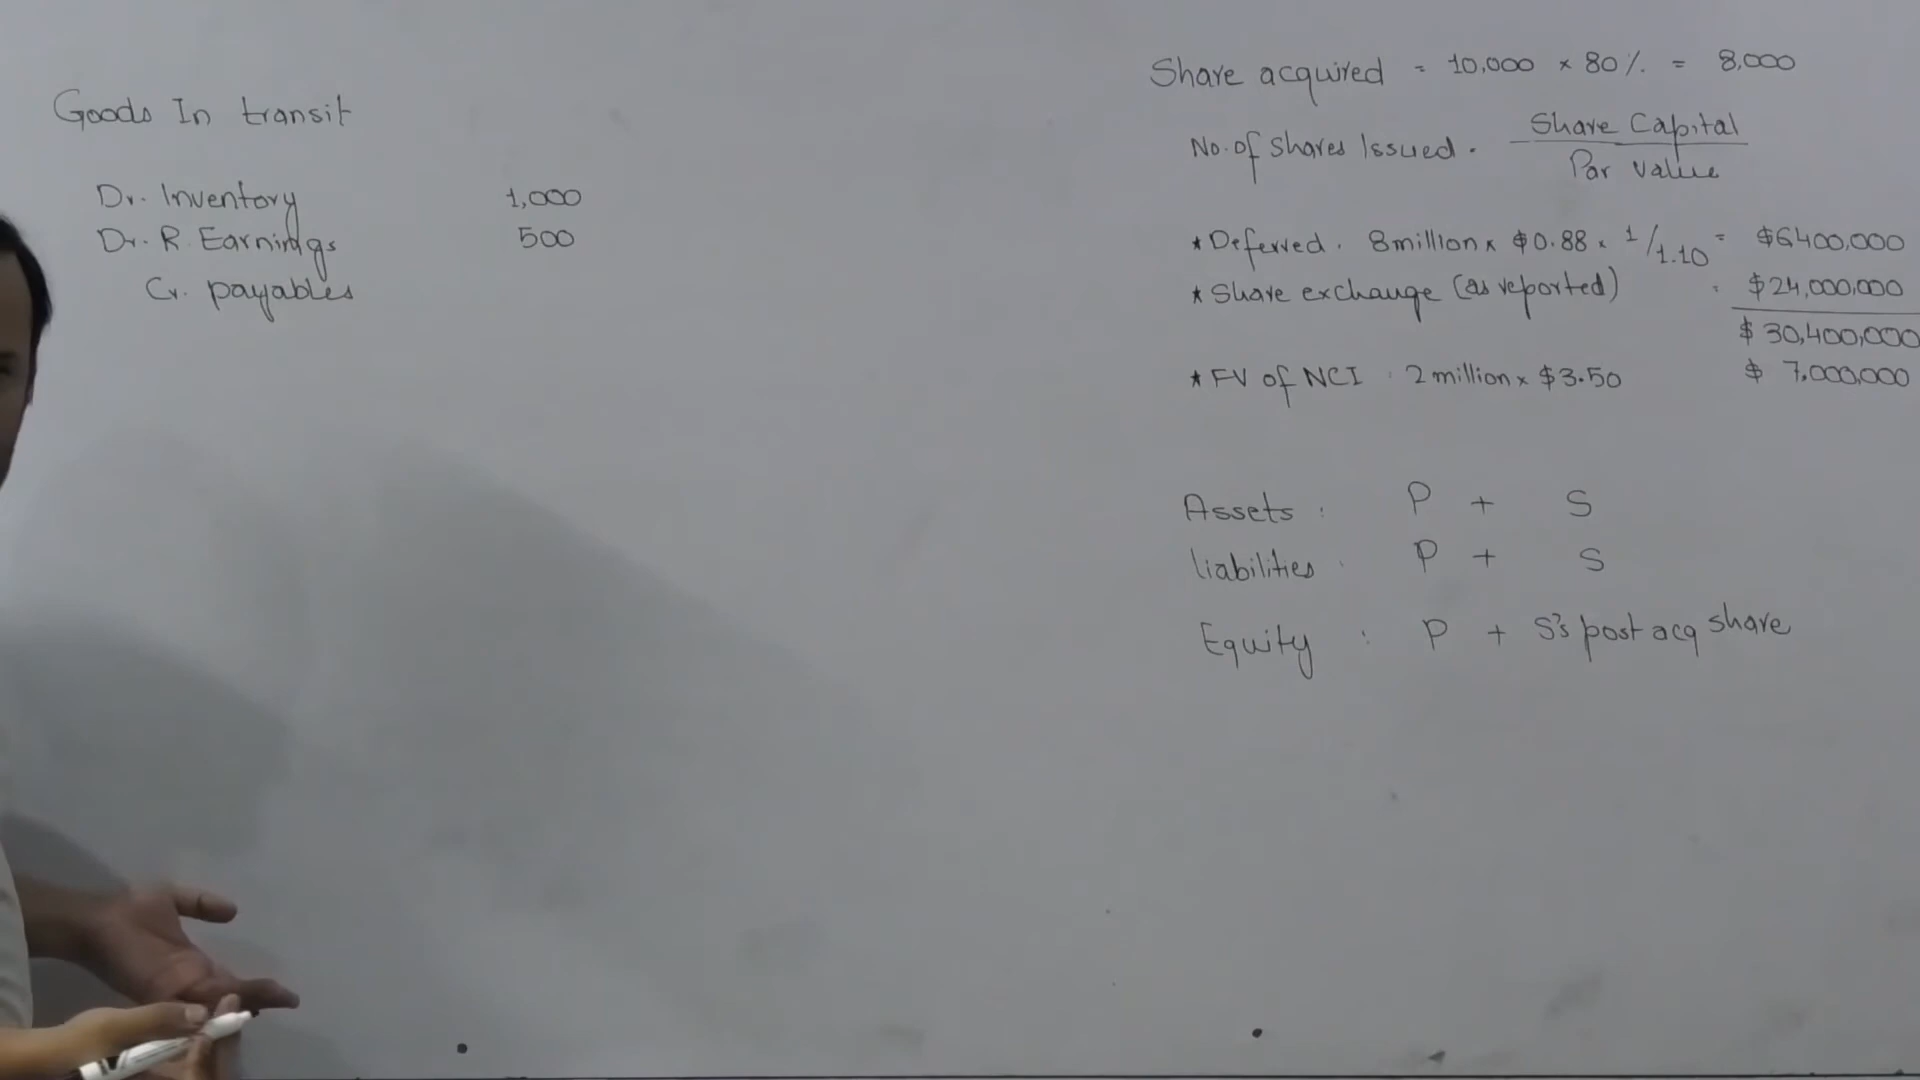 Goods In transit
Dr. Inventory 1,000
Dr. R. Earnings 500
Cr. payables
Share acquired = 10,000 × 80% = 8,000
No. of Shares Issued. Share Capital
Par value
* Deferred. 8million × $0.88 × 1/1.10 = $6400,000
* Share exchange (as reported) = $24,000,000
$ 30,400,000
* FV of NCI : 2 million × $3.50 $ 7,000,000
Assets : P + S
liabilities : P + S
Equity : P + S's post acq share